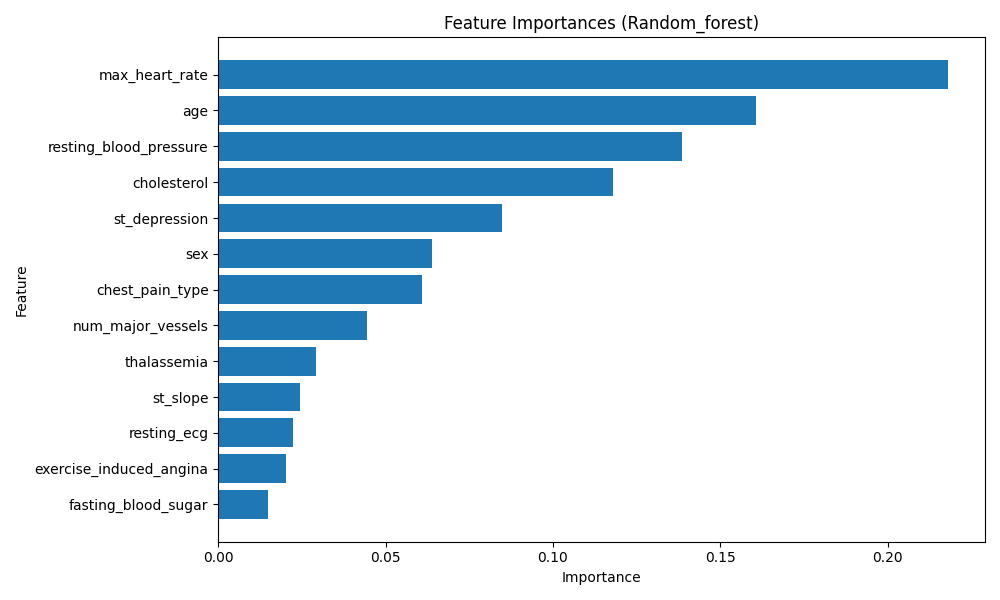 Feature Importances (Random_forest)
max_heart_rate
age
resting_blood_pressure
cholesterol
st_depression
sex
chest_pain_type
num_major_vessels
thalassemia
st_slope
resting_ecg
exercise_induced_angina
fasting_blood_sugar
Feature
0.00 0.05 0.10 0.15 0.20
Importance